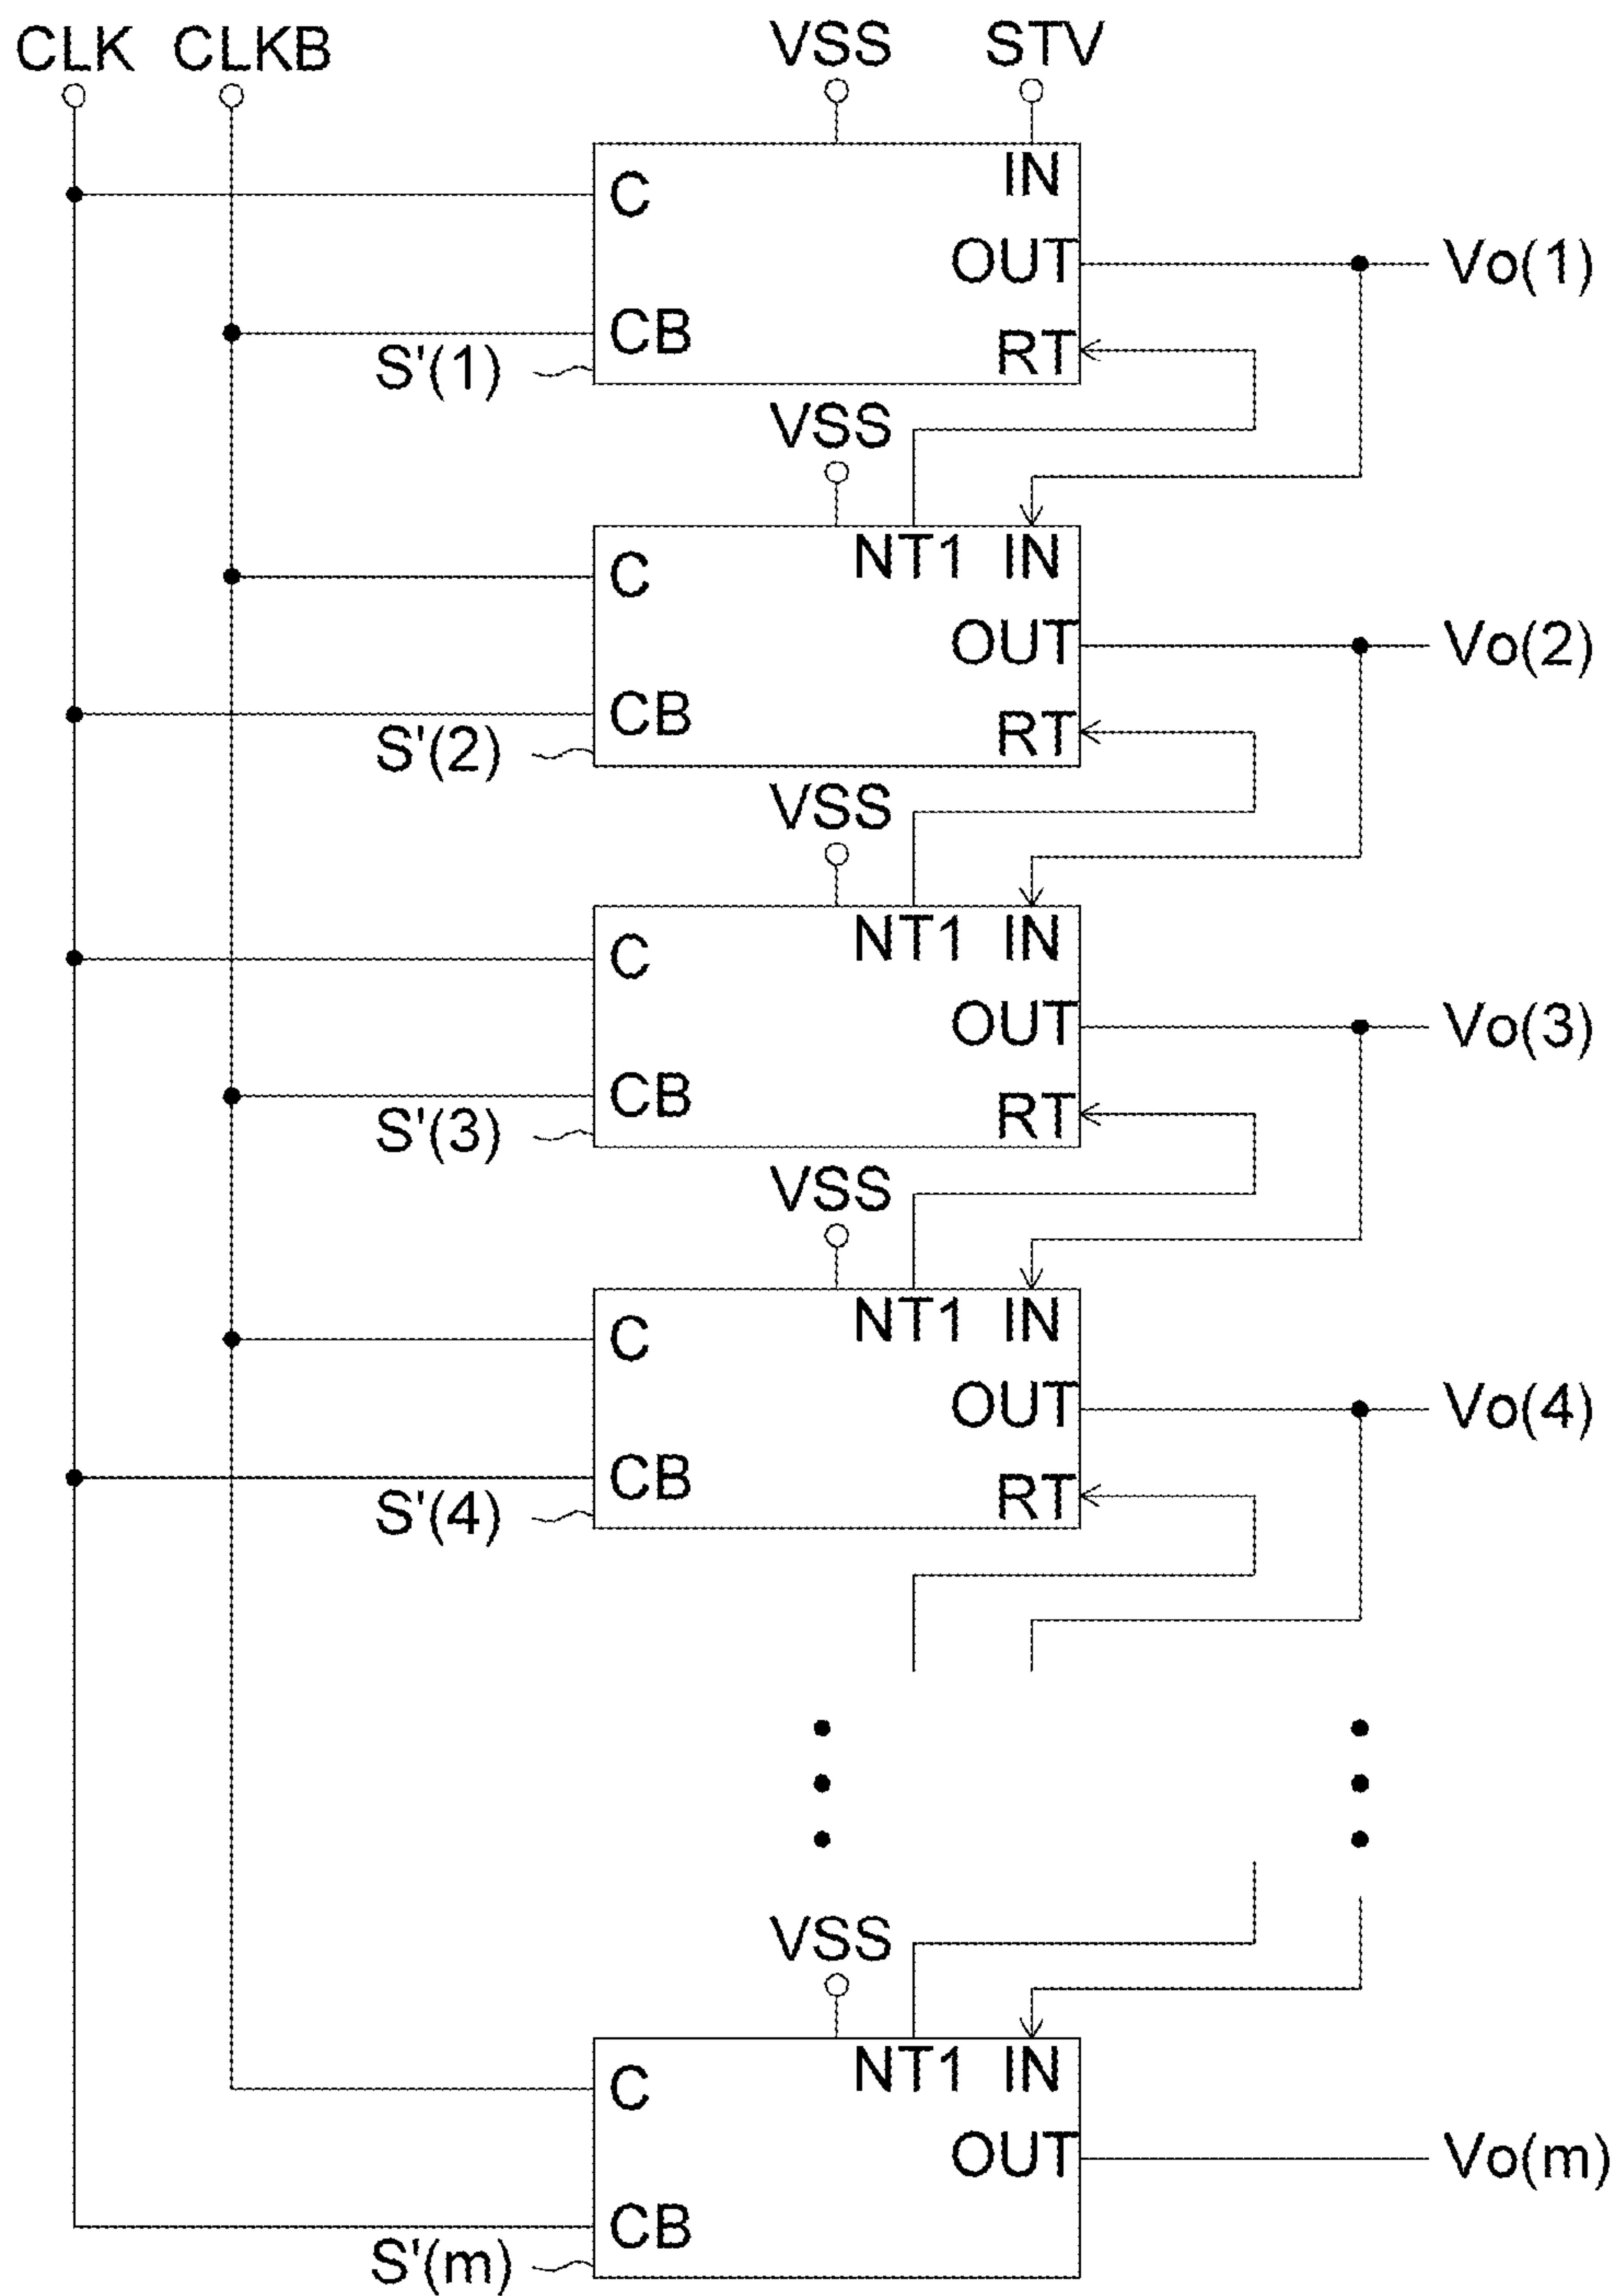 CLK CLKB VSS STV
C IN
OUT Vo(1)
CB RT
S'(1)
VSS
C NT1 IN
OUT Vo(2)
CB RT
S'(2)
VSS
C NT1 IN
OUT Vo(3)
CB RT
S'(3)
VSS
C NT1 IN
OUT Vo(4)
CB RT
S'(4)
VSS
C NT1 IN
OUT Vo(m)
CB
S'(m)